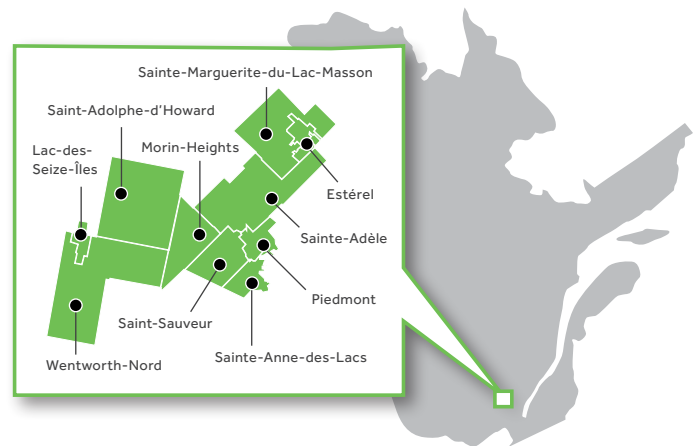 Sainte-Marguerite-du-Lac-Masson
Saint-Adolphe-d'Howard
Lac-des-
Seize-Îles
Morin-Heights
Estérel
Sainte-Adèle
Piedmont
Saint-Sauveur
Sainte-Anne-des-Lacs
Wentworth-Nord